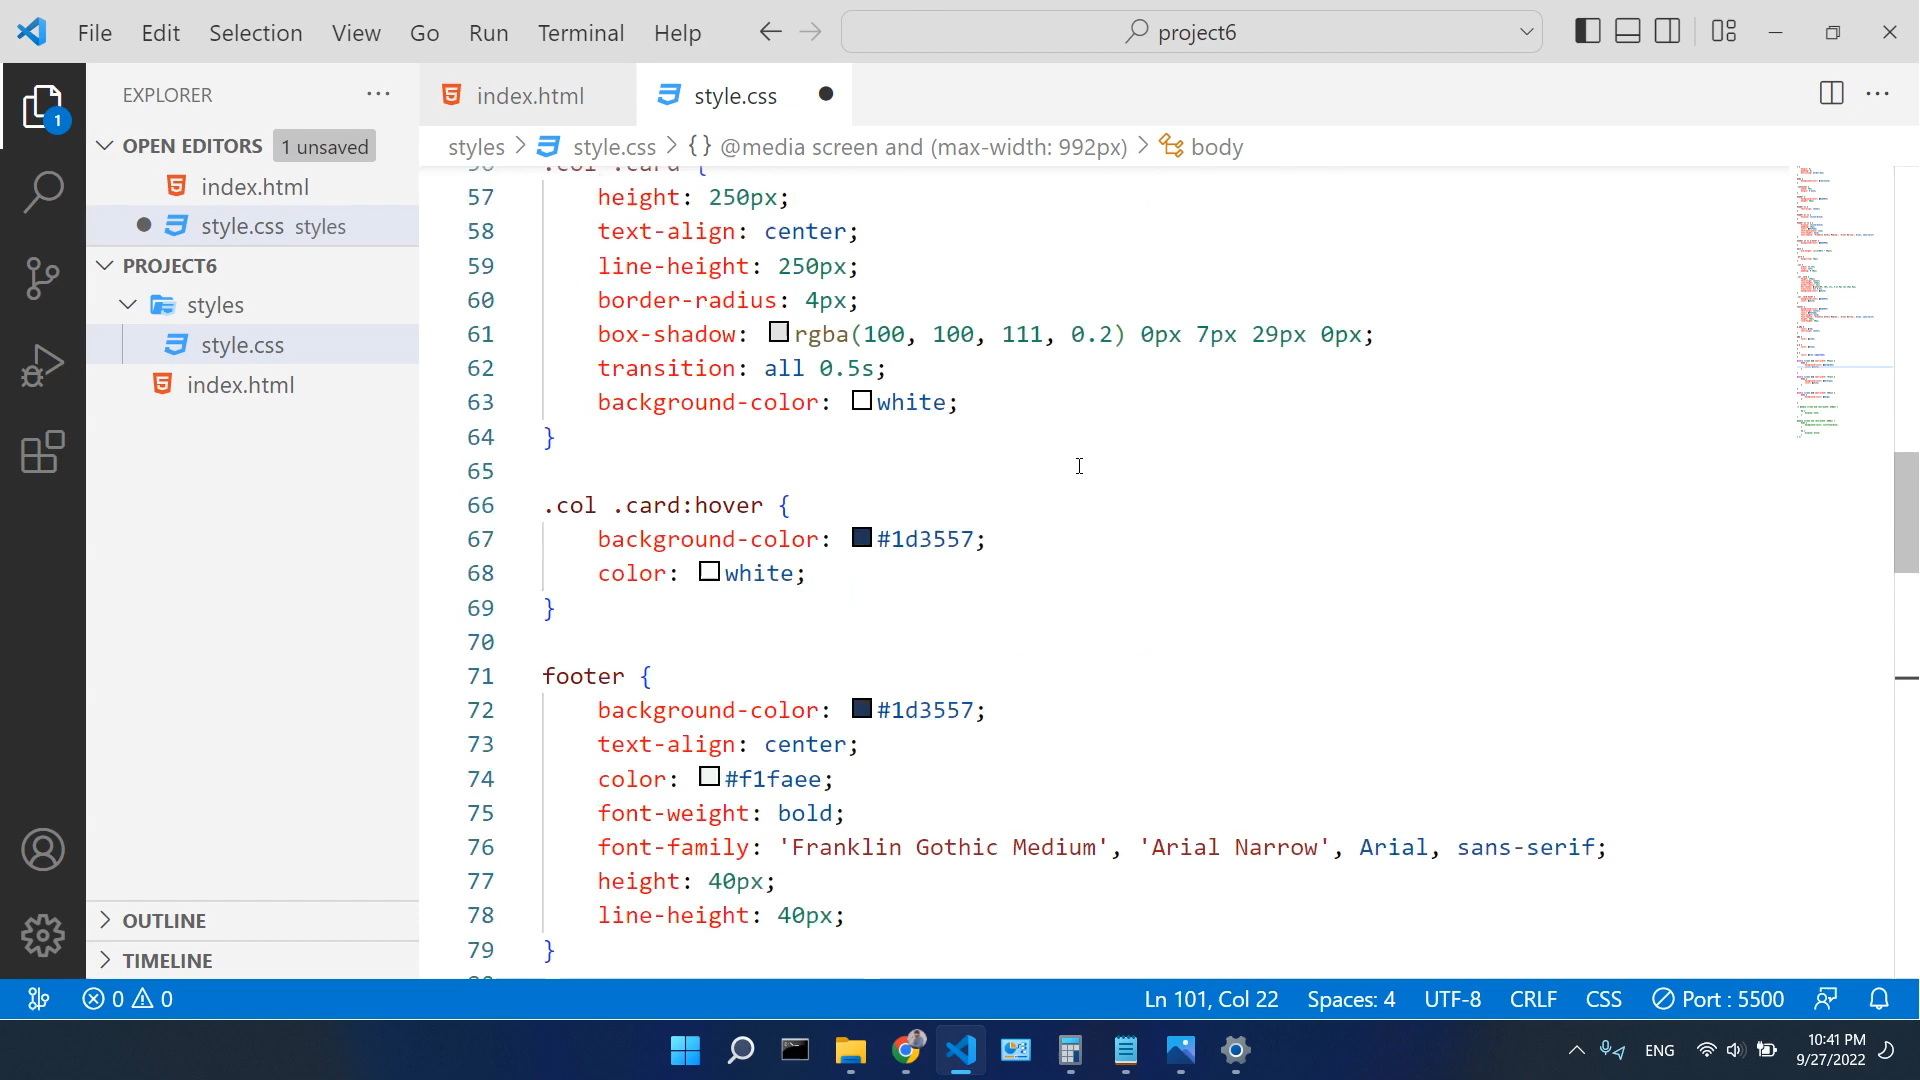 File Edit Selection View Go Run Terminal Help
project6
EXPLORER
OPEN EDITORS 1 unsaved
index.html
style.css styles
PROJECT6
styles
style.css
index.html
OUTLINE
TIMELINE
index.html
style.css
styles > style.css > {} @media screen and (max-width: 992px) > body
.col .card {
57 height: 250px;
58 text-align: center;
59 line-height: 250px;
60 border-radius: 4px;
61 box-shadow: rgba(100, 100, 111, 0.2) 0px 7px 29px 0px;
62 transition: all 0.5s;
63 background-color: white;
64 }
65
66 .col .card:hover {
67 background-color: #1d3557;
68 color: white;
69 }
70
71 footer {
72 background-color: #1d3557;
73 text-align: center;
74 color: #f1faee;
75 font-weight: bold;
76 font-family: 'Franklin Gothic Medium', 'Arial Narrow', Arial, sans-serif;
77 height: 40px;
78 line-height: 40px;
79 }
0 0
Ln 101, Col 22 Spaces: 4 UTF-8 CRLF CSS Port : 5500
1
ENG
10:41 PM
9/27/2022